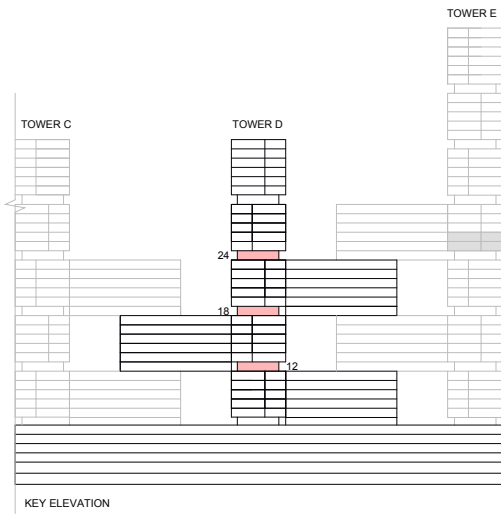 TOWER E
TOWER C
TOWER D
24
18
12
KEY ELEVATION